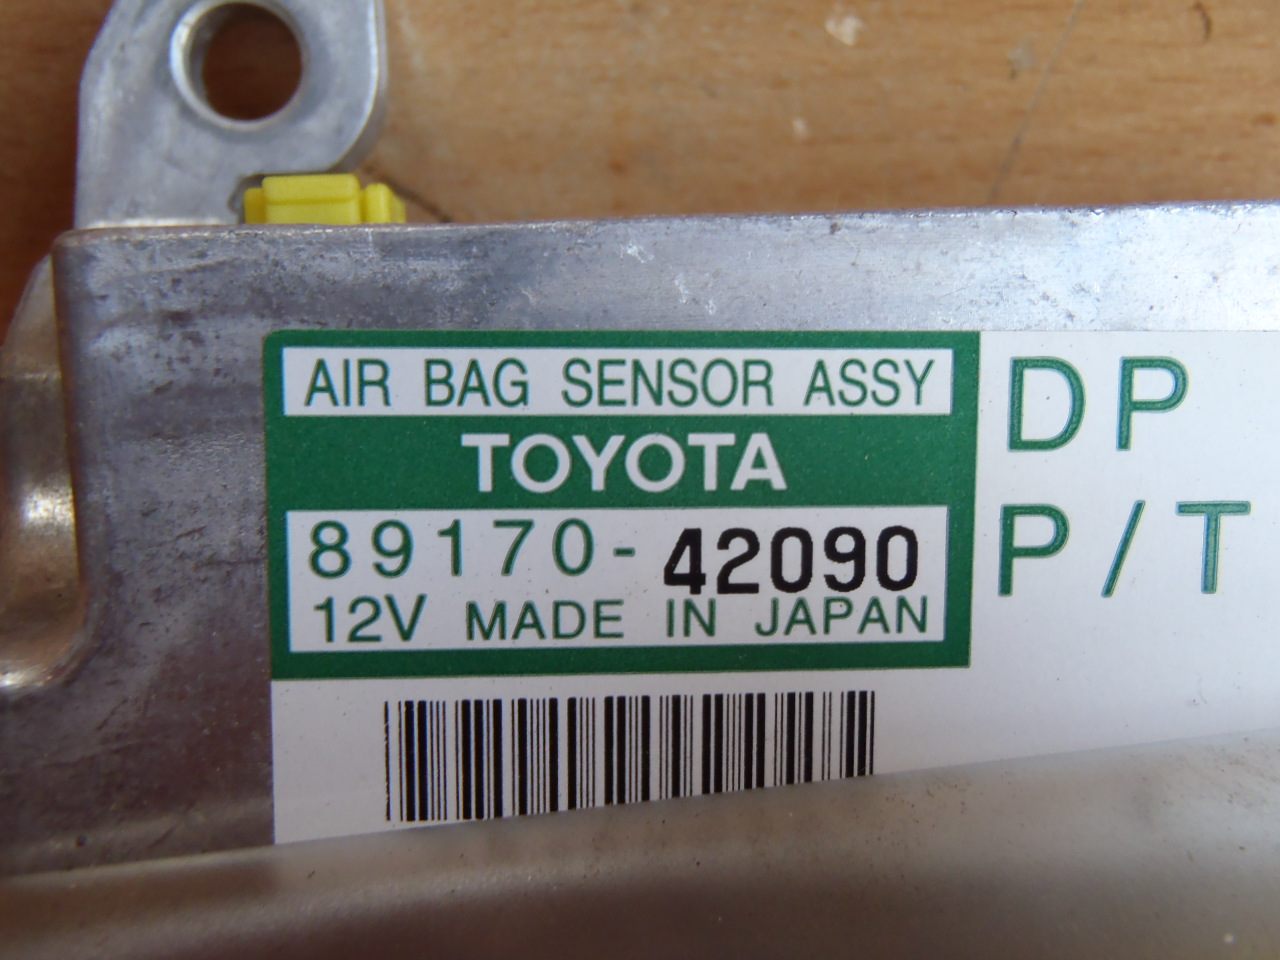 AIR BAG SENSOR ASSY
TOYOTA
89170-42090
12V MADE IN JAPAN
DP
P/T